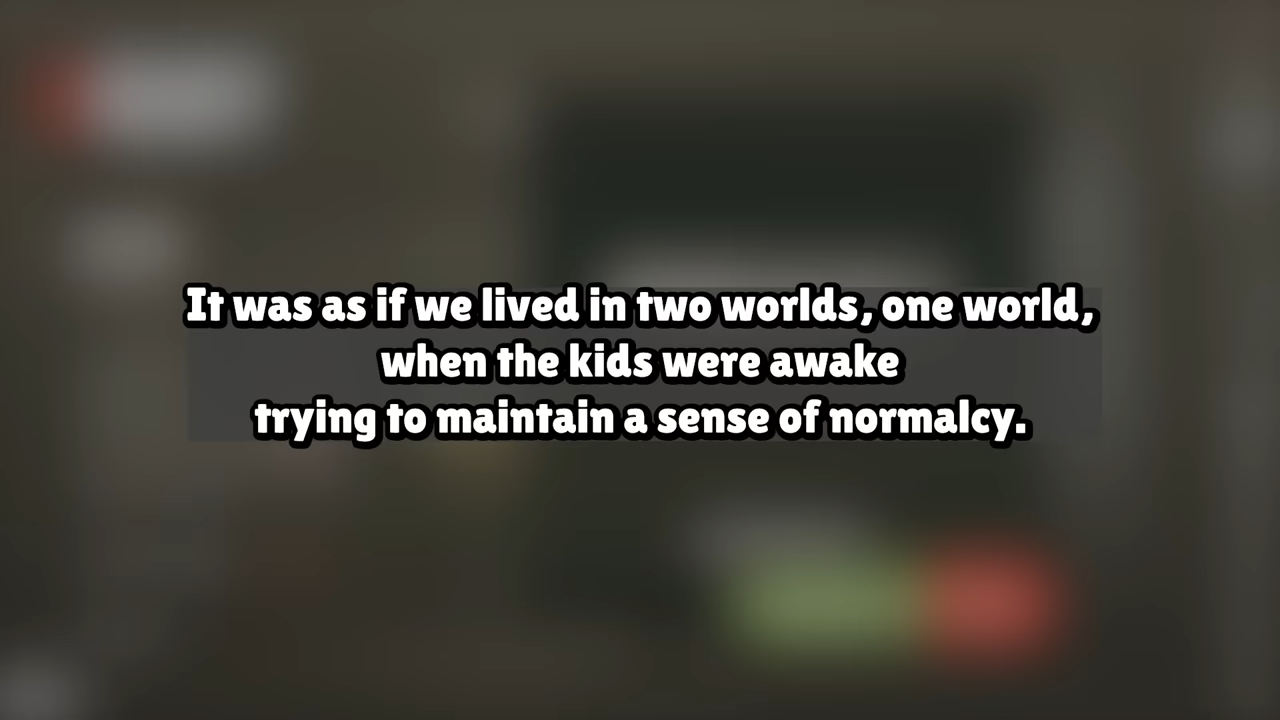 It was as if we lived in two worlds, one world,
when the kids were awake
trying to maintain a sense of normalcy.